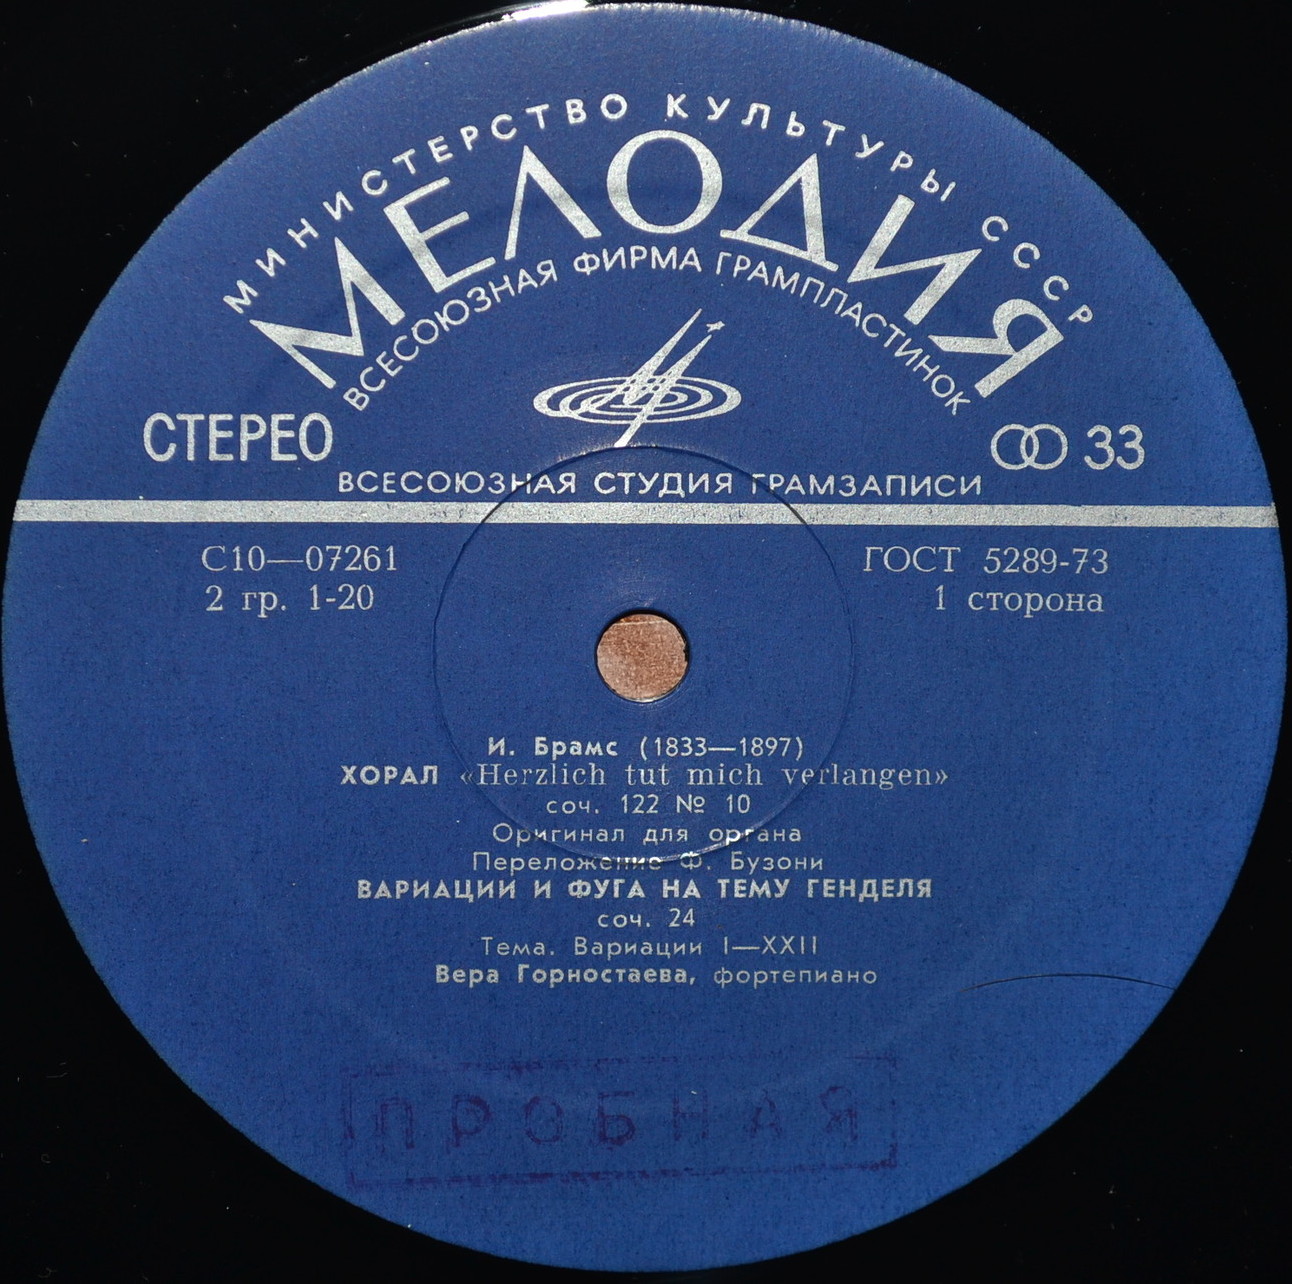 МИНИСТЕРСТВО КУЛЬТУРЫ СССР
МЕЛОДИЯ
ВСЕСОЮЗНАЯ ФИРМА ГРАМПЛАСТИНОК
СТЕРЕО
33
ВСЕСОЮЗНАЯ СТУДИЯ ГРАМЗАПИСИ
С10—07261
2 гр. 1-20
ГОСТ 5289-73
1 сторона
И. Брамс (1833—1897)
ХОРАЛ «Herzlich tut mich verlangen»
соч. 122 № 10
Оригинал для органа
Переложение Ф. Бузони
ВАРИАЦИИ И ФУГА НА ТЕМУ ГЕНДЕЛЯ
соч. 24
Тема. Вариации I—XXII
Вера Горностаева, фортепиано
ПРОБНАЯ